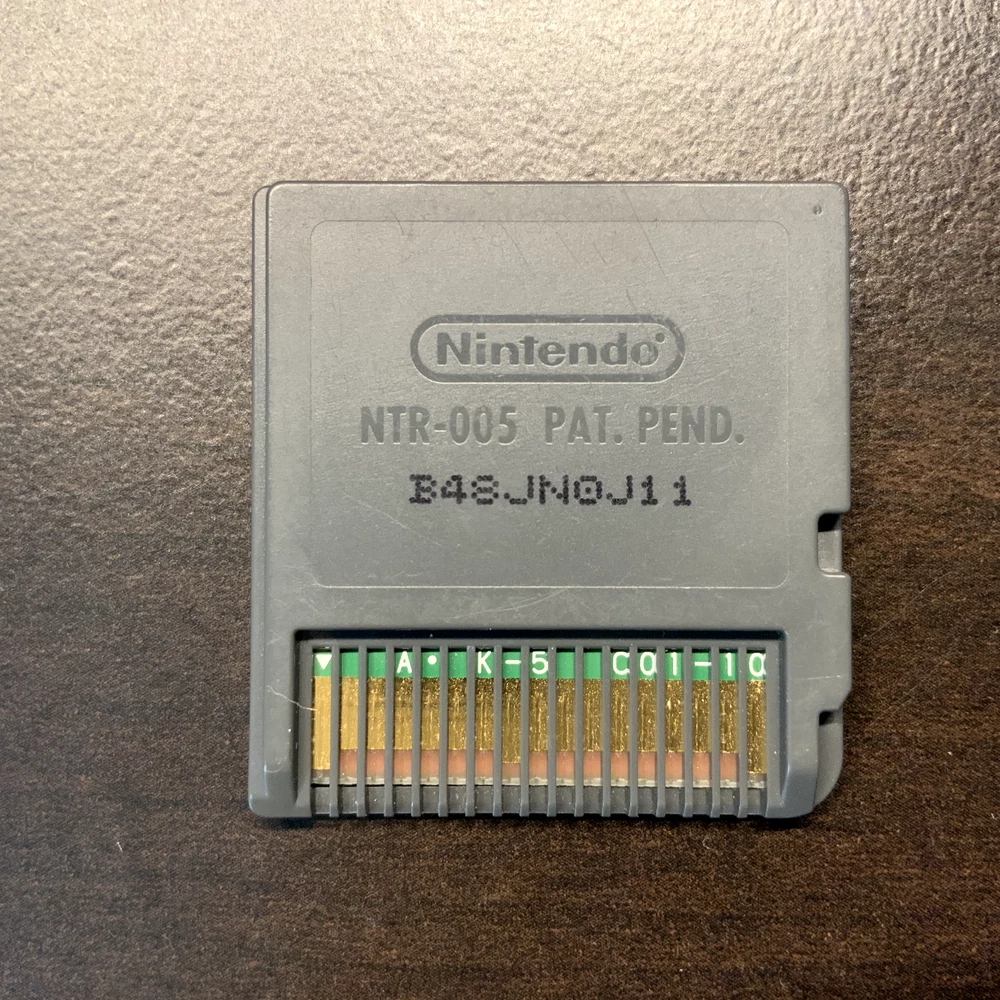 Nintendo
NTR-005 PAT. PEND.
B48JN0J11
A• K-5 C01-10